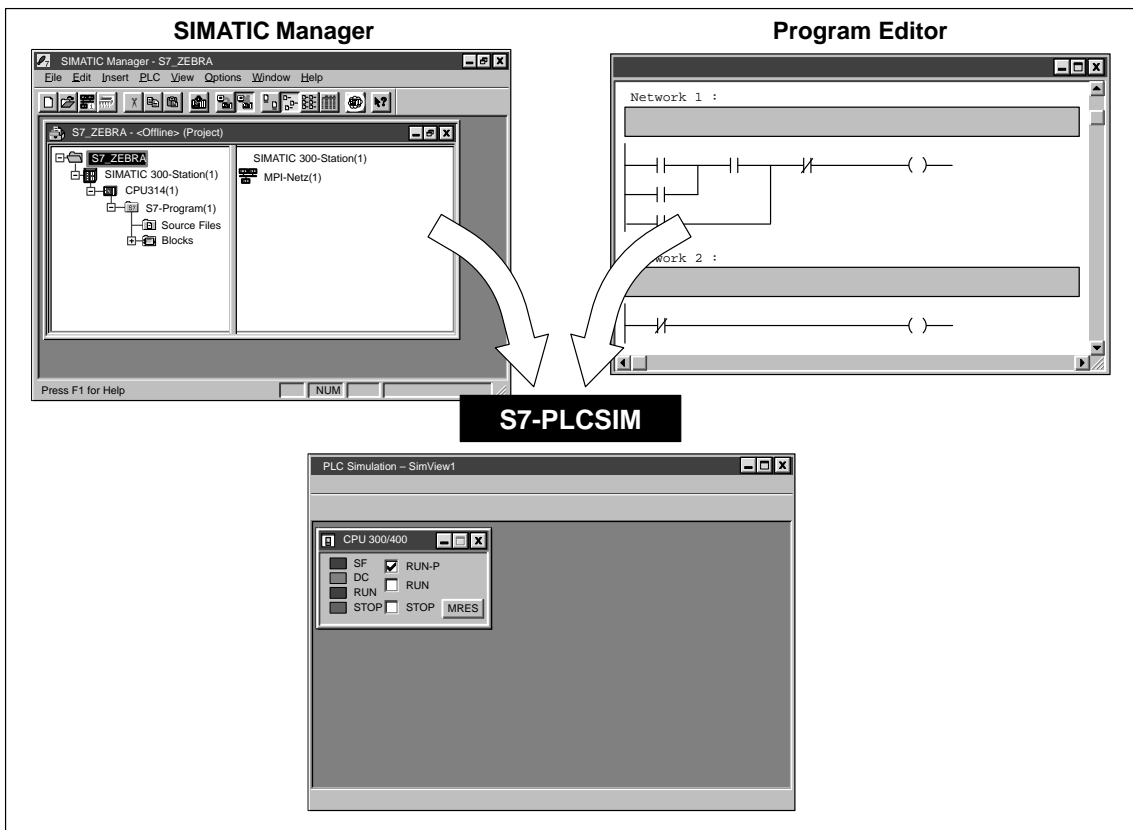 SIMATIC Manager
SIMATIC Manager - S7_ZEBRA
File Edit Insert PLC View Options Window Help
S7_ZEBRA - <Offline> (Project)
S7_ZEBRA
SIMATIC 300-Station(1)
CPU314(1)
S7-Program(1)
Source Files
Blocks
SIMATIC 300-Station(1)
MPI-Netz(1)
Press F1 for Help
NUM
Program Editor
Network 1 :
work 2 :
S7-PLCSIM
PLC Simulation – SimView1
CPU 300/400
SF
DC
RUN
STOP
RUN-P
RUN
STOP
MRES